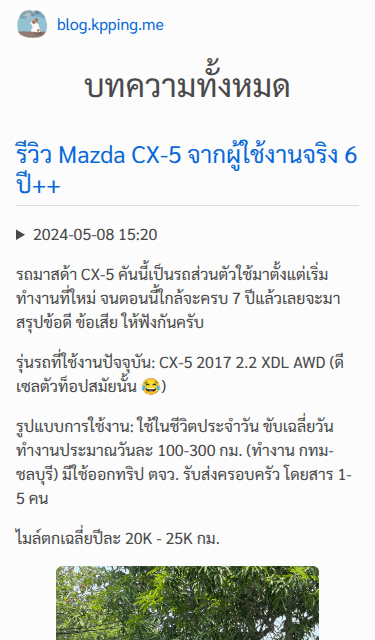 blog.kpping.me
บทความทั้งหมด
รีวิว Mazda CX-5 จากผู้ใช้งานจริง 6
ปี++
2024-05-08 15:20
รถมาสด้า CX-5 คันนี้เป็นรถส่วนตัวใช้มาตั้งแต่เริ่ม
ทำงานที่ใหม่ จนตอนนี้ใกล้จะครบ 7 ปีแล้วเลยจะมา
สรุปข้อดี ข้อเสีย ให้ฟังกันครับ
รุ่นรถที่ใช้งานปัจจุบัน: CX-5 2017 2.2 XDL AWD (ดี
เซลตัวท็อปสมัยนั้น 😂)
รูปแบบการใช้งาน: ใช้ในชีวิตประจำวัน ขับเฉลี่ยวัน
ทำงานประมาณวันละ 100-300 กม. (ทำงาน กทม-
ชลบุรี) มีใช้ออกทริป ตจว. รับส่งครอบครัว โดยสาร 1-
5 คน
ไมล์ตกเฉลี่ยปีละ 20K - 25K กม.